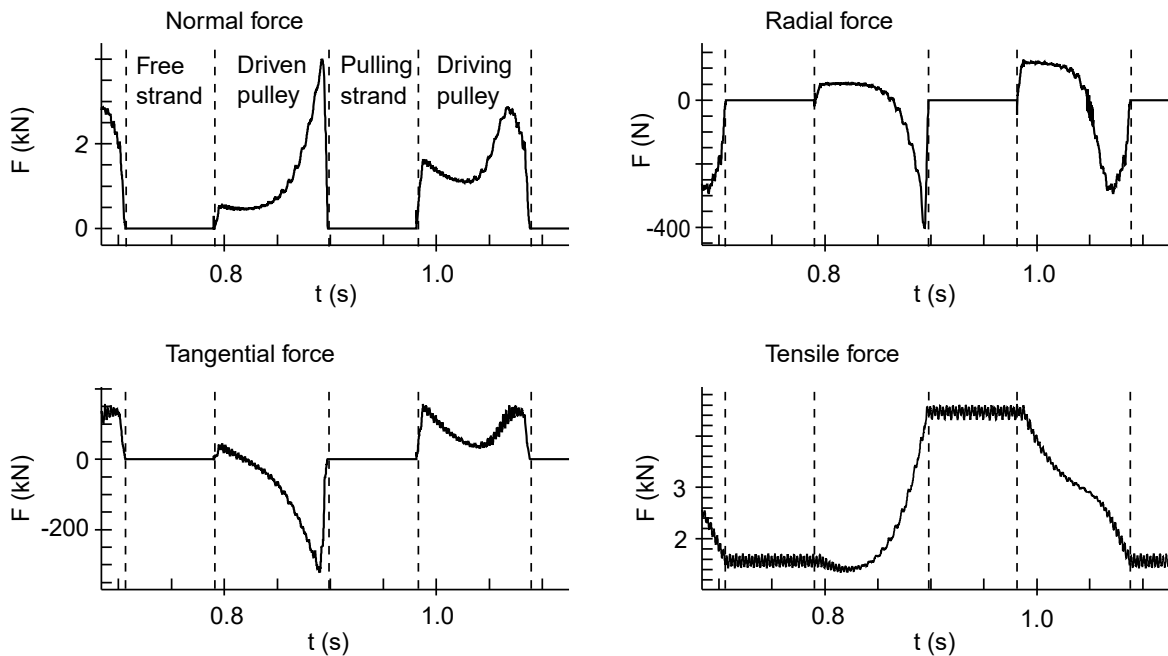 Normal force
Free strand
Driven pulley
Pulling strand
Driving pulley
F (kN)
2
0
0.8
1.0
t (s)
Radial force
F (N)
0
-400
0.8
1.0
t (s)
Tangential force
F (kN)
0
-200
0.8
1.0
t (s)
Tensile force
F (kN)
3
2
0.8
1.0
t (s)